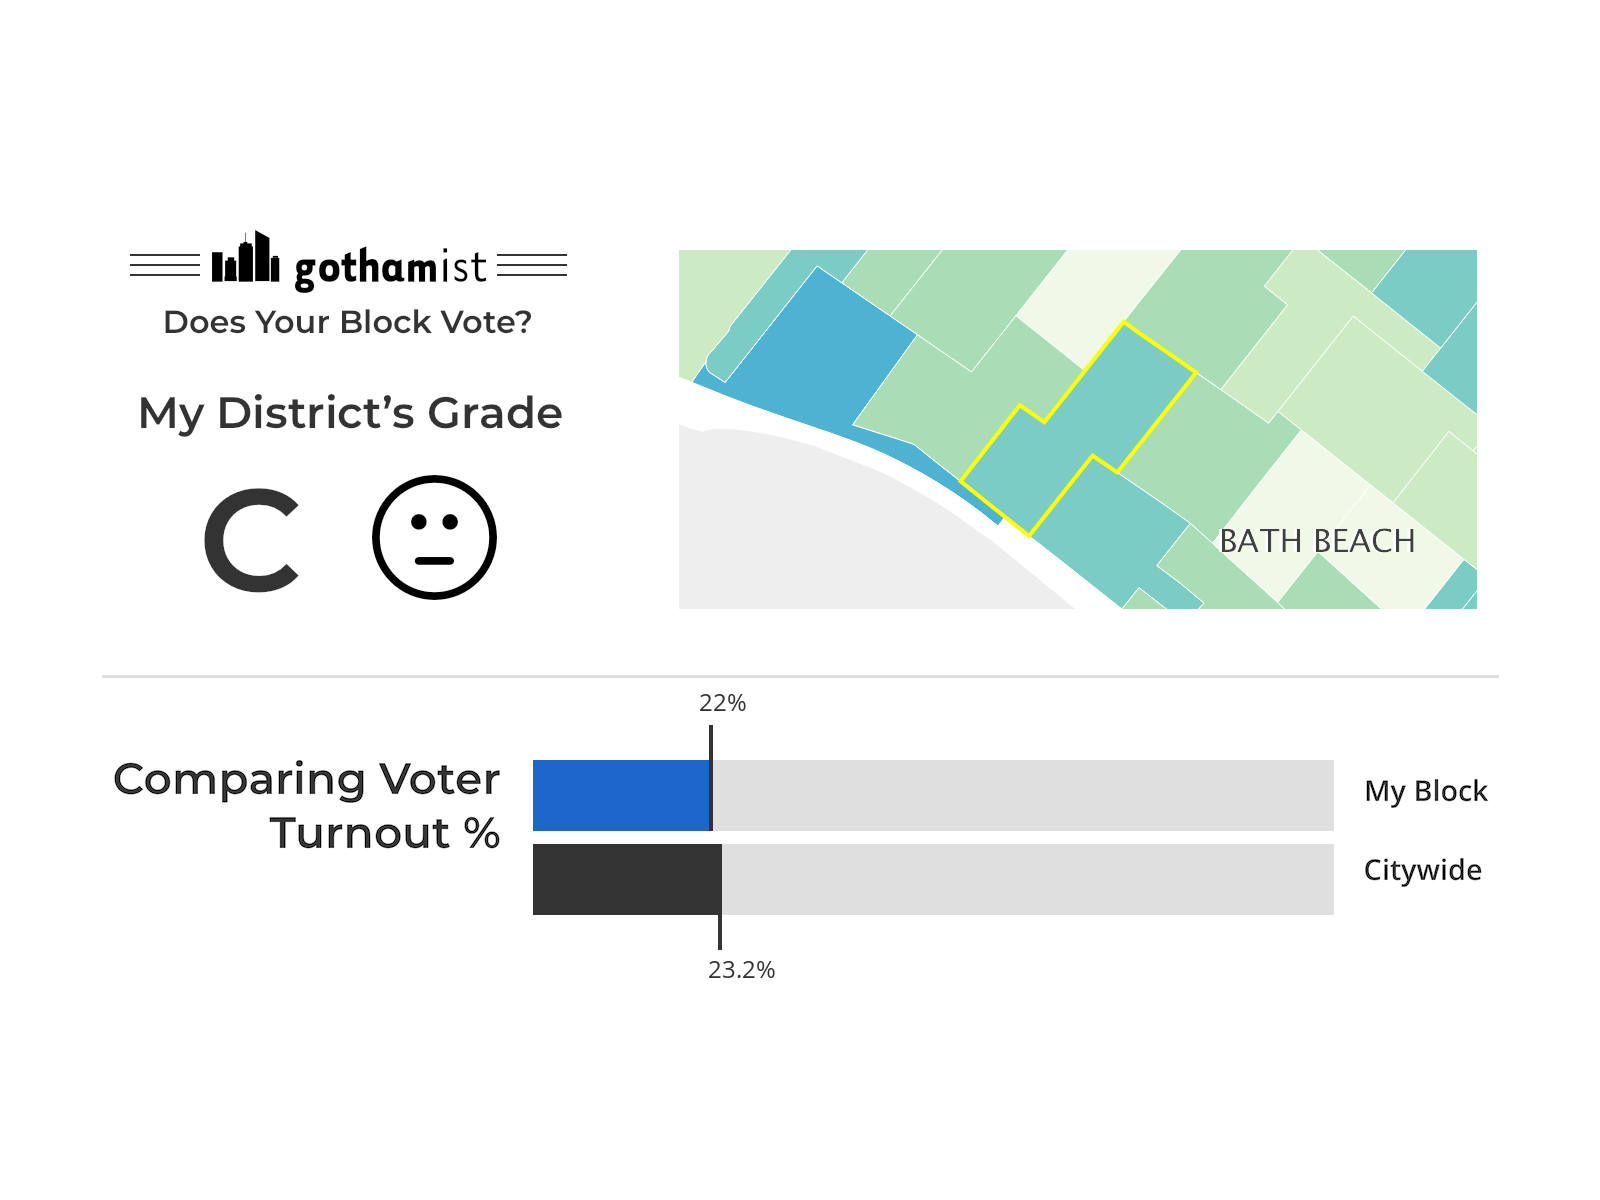 gothamist
Does Your Block Vote?
My District’s Grade
C
BATH BEACH
22%
Comparing Voter
Turnout %
My Block
Citywide
23.2%